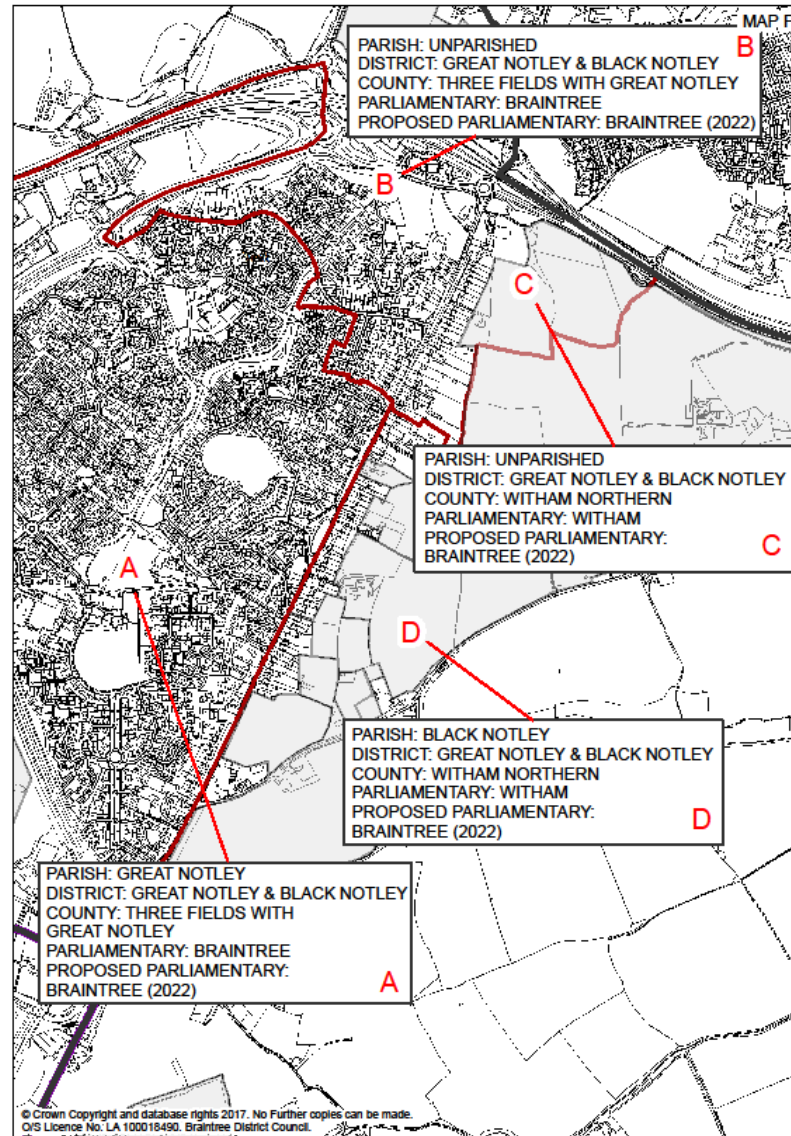 MAP F
PARISH: UNPARISHED
DISTRICT: GREAT NOTLEY & BLACK NOTLEY
COUNTY: THREE FIELDS WITH GREAT NOTLEY
PARLIAMENTARY: BRAINTREE
PROPOSED PARLIAMENTARY: BRAINTREE (2022)
B
B
C
PARISH: UNPARISHED
DISTRICT: GREAT NOTLEY & BLACK NOTLEY
COUNTY: WITHAM NORTHERN
PARLIAMENTARY: WITHAM
PROPOSED PARLIAMENTARY:
BRAINTREE (2022)
C
A
D
PARISH: BLACK NOTLEY
DISTRICT: GREAT NOTLEY & BLACK NOTLEY
COUNTY: WITHAM NORTHERN
PARLIAMENTARY: WITHAM
PROPOSED PARLIAMENTARY:
BRAINTREE (2022)
D
PARISH: GREAT NOTLEY
DISTRICT: GREAT NOTLEY & BLACK NOTLEY
COUNTY: THREE FIELDS WITH
GREAT NOTLEY
PARLIAMENTARY: BRAINTREE
PROPOSED PARLIAMENTARY:
BRAINTREE (2022)
A
© Crown Copyright and database rights 2017. No Further copies can be made.
O/S Licence No. LA 100018490. Braintree District Council.